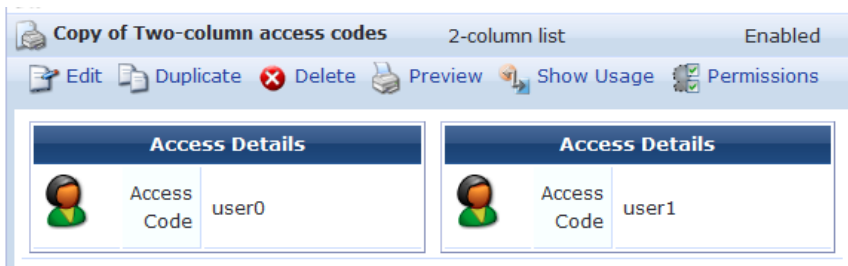 Copy of Two-column access codes 2-column list Enabled
Edit Duplicate Delete Preview Show Usage Permissions
Access Details Access Details
Access Access
user0 user1
Code Code